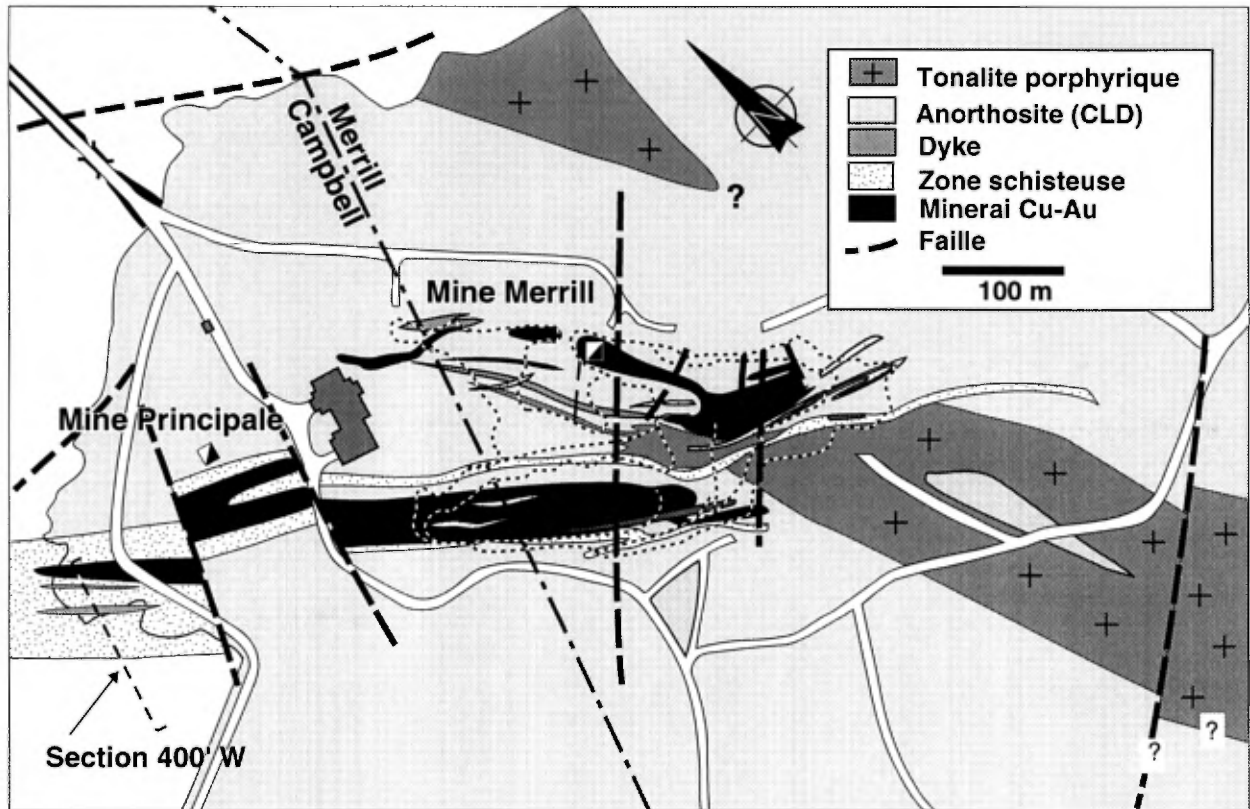 Merrill
Campbell
Tonalite porphyrique
Anorthosite (CLD)
Dyke
Zone schisteuse
Minerai Cu-Au
Faille
100 m
?
Mine Merrill
Mine Principale
Section 400' W
?
?